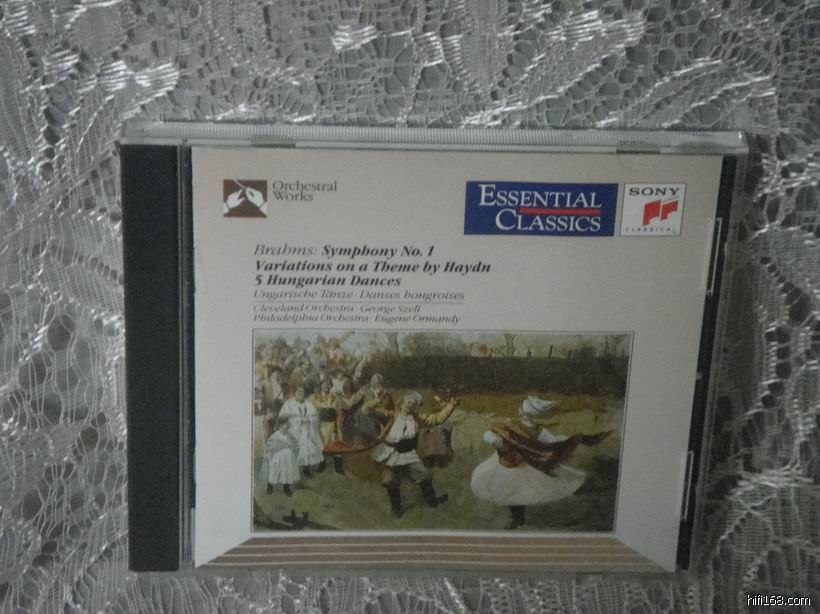 Orchestral
Works
ESSENTIAL
CLASSICS
SONY
CLASSICAL
Brahms: Symphony No. 1
Variations on a Theme by Haydn
5 Hungarian Dances
Ungarische Tänze · Danses hongroises
Cleveland Orchestra · George Szell
Philadelphia Orchestra · Eugene Ormandy
hifi168.com